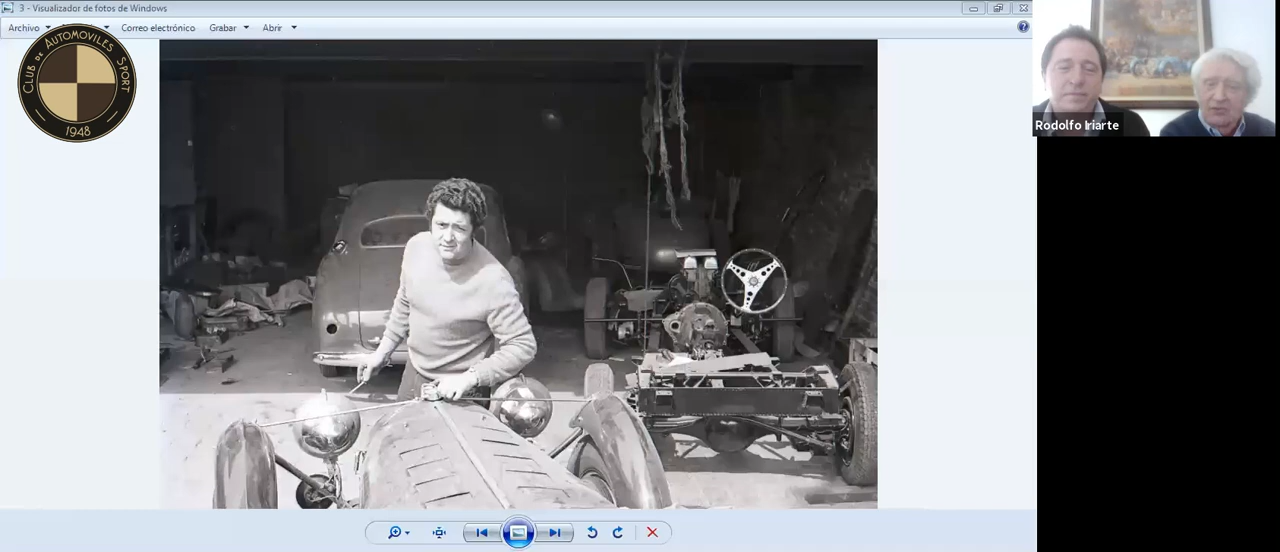 3 - Visualizador de fotos de Windows
Archivo
Correo electrónico
Grabar
Abrir
CLUB DE AUTOMOVILES SPORT
1948
Rodolfo Iriarte